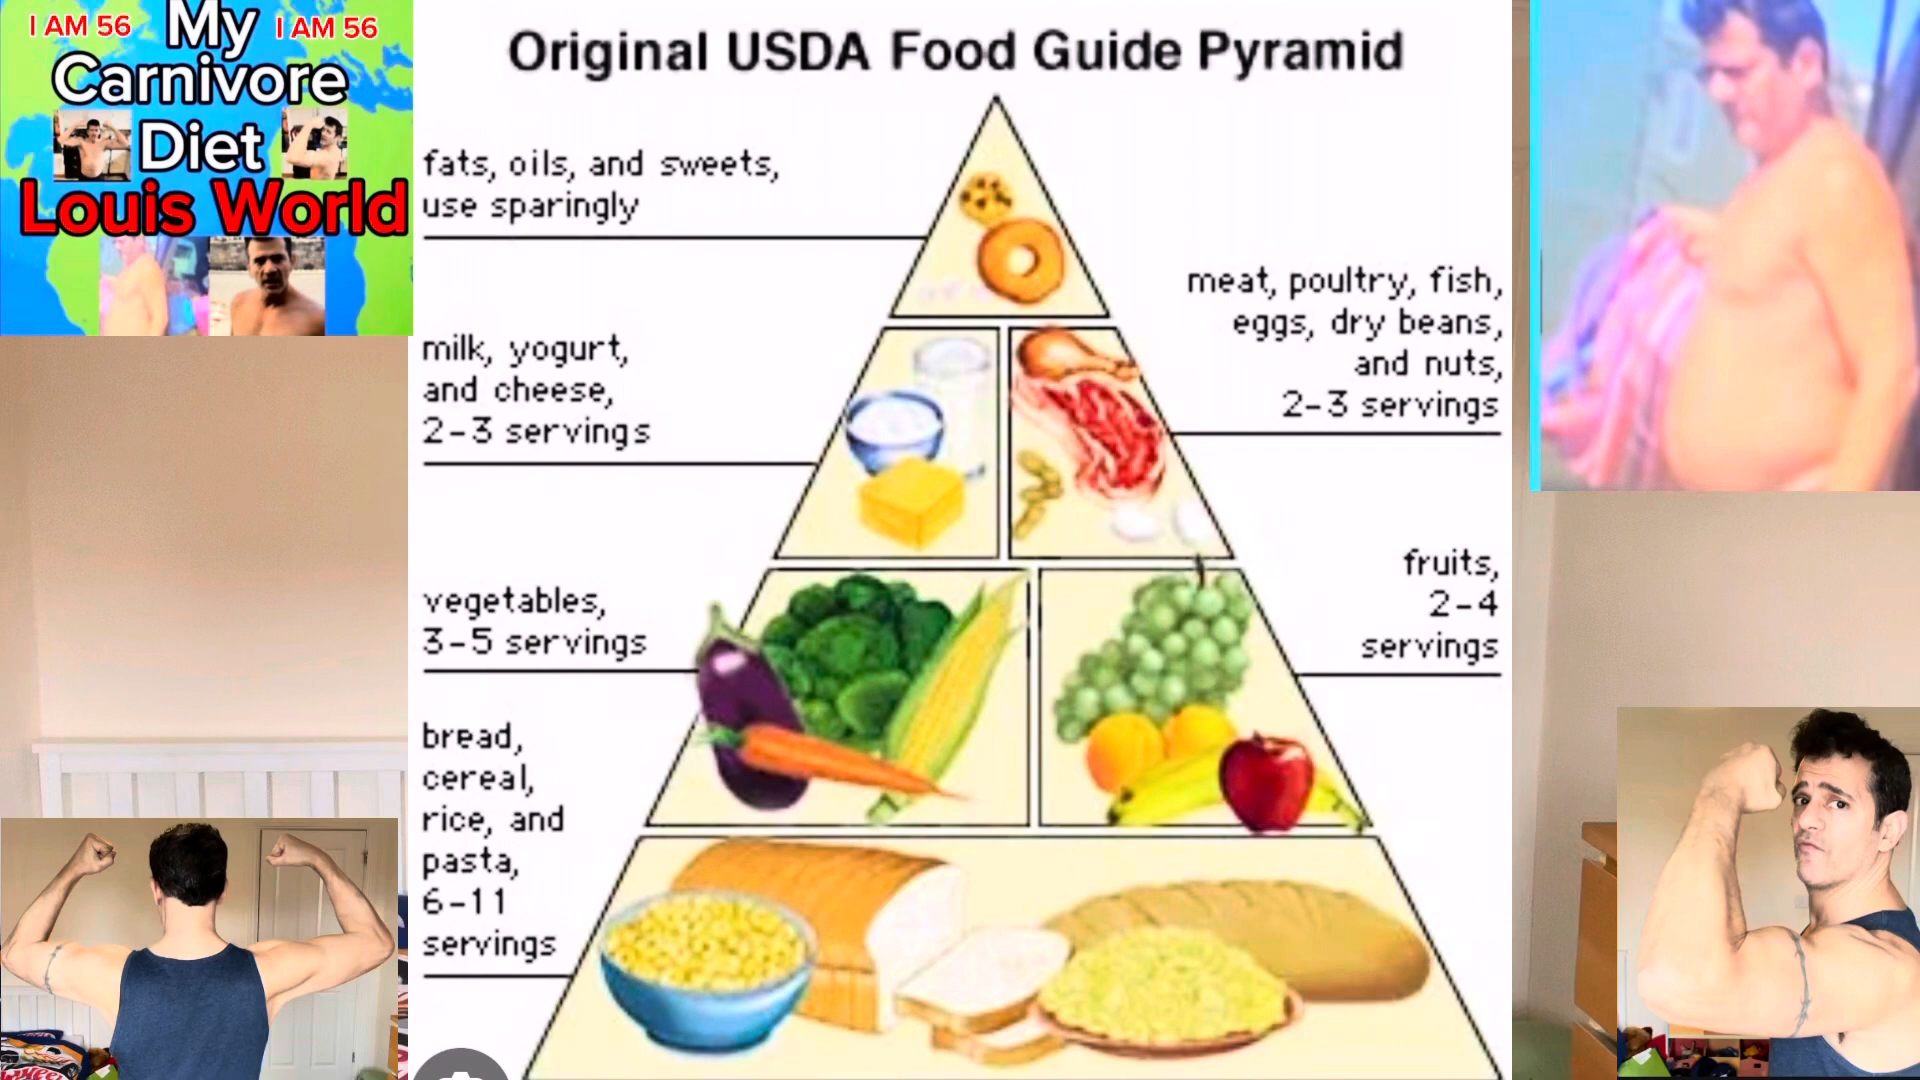 I AM 56
My
I AM 56
Carnivore
Diet
Louis World
Original USDA Food Guide Pyramid
fats, oils, and sweets,
use sparingly
meat, poultry, fish,
eggs, dry beans,
and nuts,
2-3 servings
milk, yogurt,
and cheese,
2-3 servings
fruits,
2-4
servings
vegetables,
3-5 servings
bread,
cereal,
rice, and
pasta,
6-11
servings